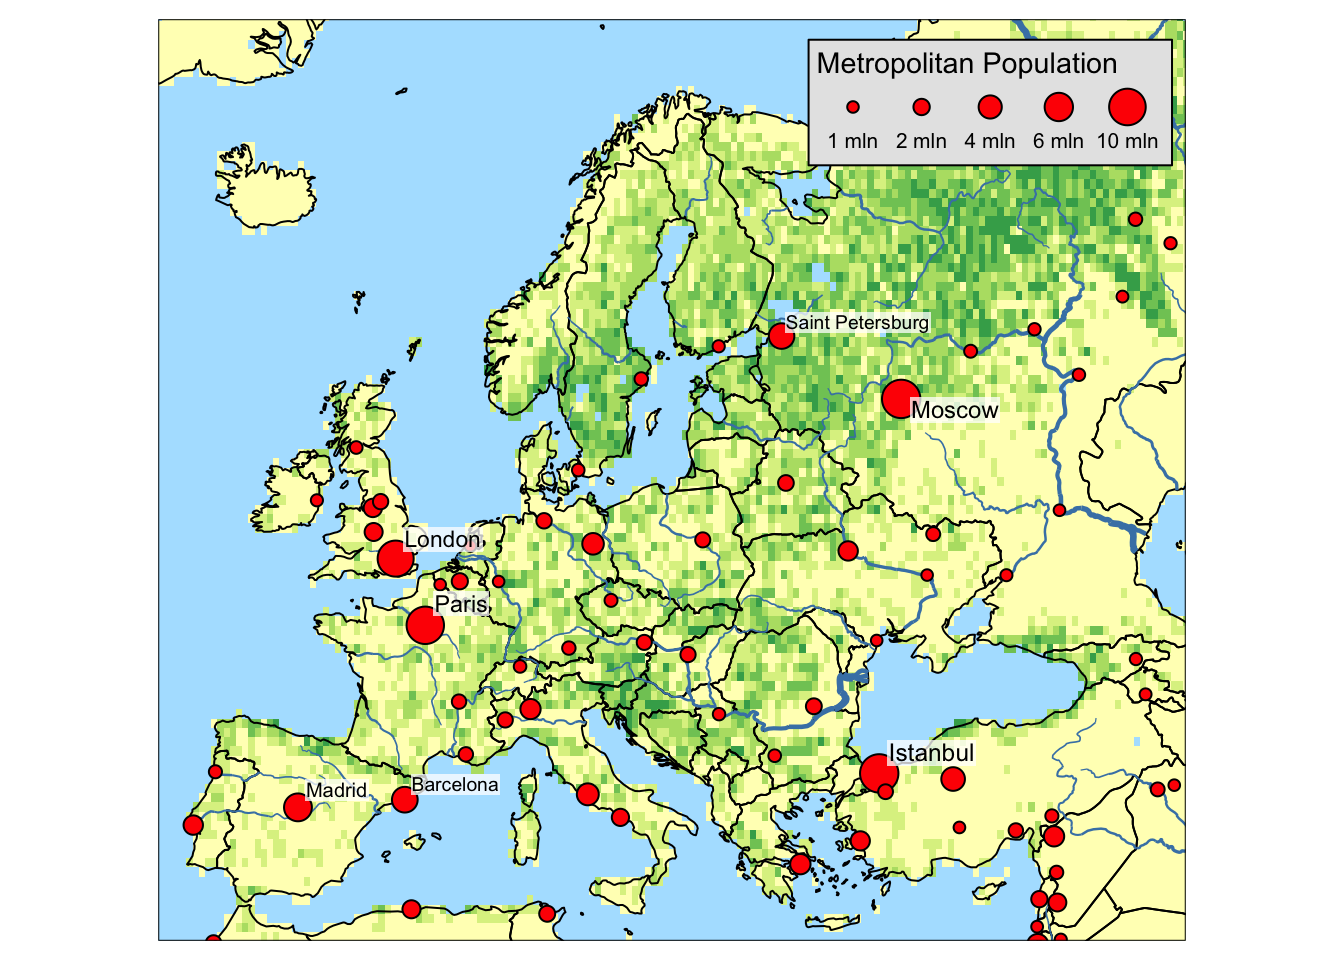 Metropolitan Population
1 mln 2 mln 4 mln 6 mln 10 mln
Saint Petersburg
Moscow
London
Paris
Istanbul
Madrid
Barcelona